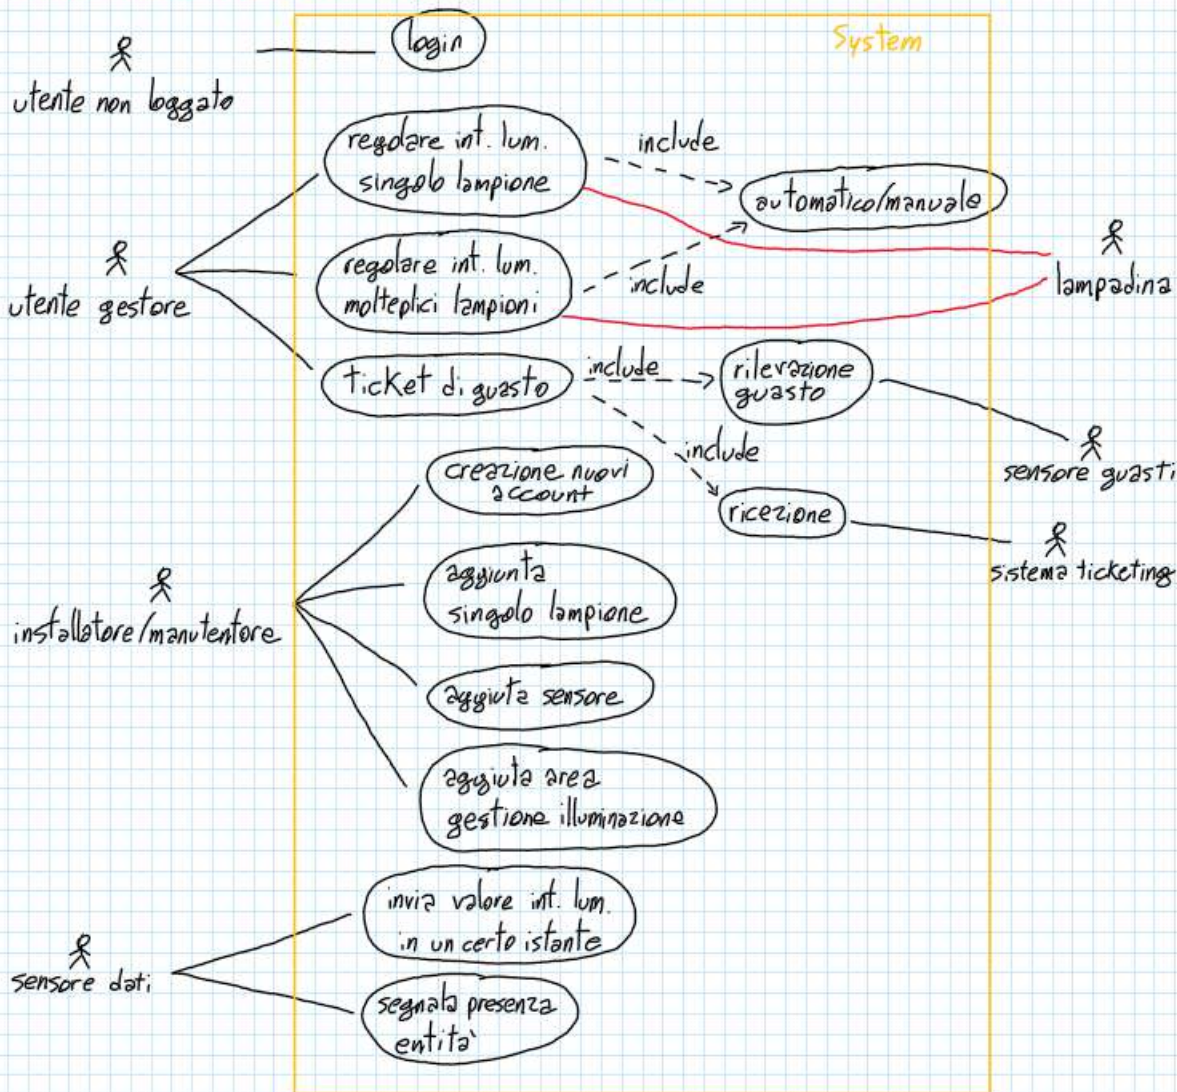 System
login
utente non loggato
regolare int. lum.
singolo lampione
include
automatico/manuale
utente gestore
regolare int. lum.
molteplici lampioni
include
lampadina
ticket di guasto
include
rilevazione
guasto
include
sensore guasti
creazione nuovi
account
ricezione
sistema ticketing
installatore/manutentore
aggiunta
singolo lampione
aggiuta sensore
aggiuta area
gestione illuminazione
sensore dati
invia valore int. lum.
in un certo istante
segnala presenza
entità